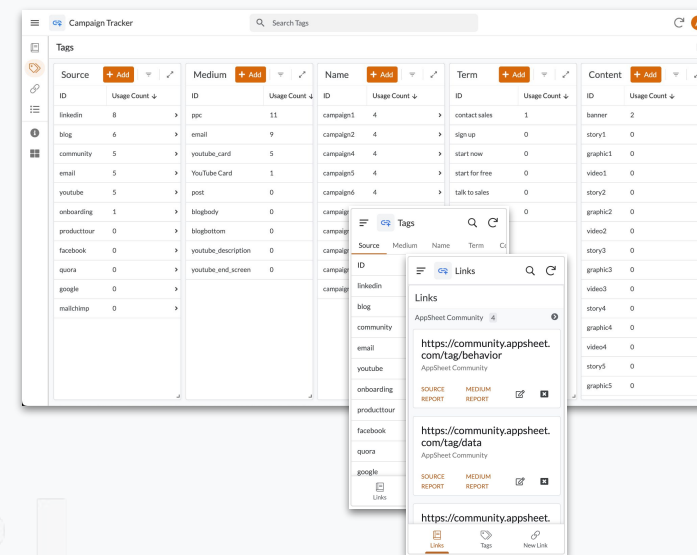 Campaign Tracker
Search Tags
Tags
Source
+ Add
ID
Usage Count ↓
linkedin 8
blog 6
community 5
email 5
youtube 5
onboarding 1
producttour 0
facebook 0
quora 0
google 0
mailchimp 0
Medium
+ Add
ID
Usage Count ↓
ppc 11
email 9
youtube_card 5
YouTube Card 1
post 0
blogbody 0
blogbottom 0
youtube_description 0
youtube_end_screen 0
Name
+ Add
ID
Usage Count ↓
campaign1 4
campaign2 4
campaign4 4
campaign5 4
campaign6 4
Term
+ Add
ID
Usage Count ↓
contact sales 1
sign up 0
start now 0
start for free 0
talk to sales 0
0
Content
+ Add
ID
Usage Count ↓
banner 2
story1 0
graphic1 0
video1 0
story2 0
graphic2 0
video2 0
story3 0
graphic3 0
video3 0
story4 0
graphic4 0
video4 0
story5 0
graphic5 0
Tags
Source Medium Name Term
ID
linkedin
blog
community
email
youtube
onboarding
producttour
facebook
quora
google
Links
Links
Links
AppSheet Community 4
https://community.appsheet.
com/tag/behavior
AppSheet Community
SOURCE
REPORT
MEDIUM
REPORT
https://community.appsheet.
com/tag/data
AppSheet Community
SOURCE
REPORT
MEDIUM
REPORT
https://community.appsheet.
Links
Tags
New Link